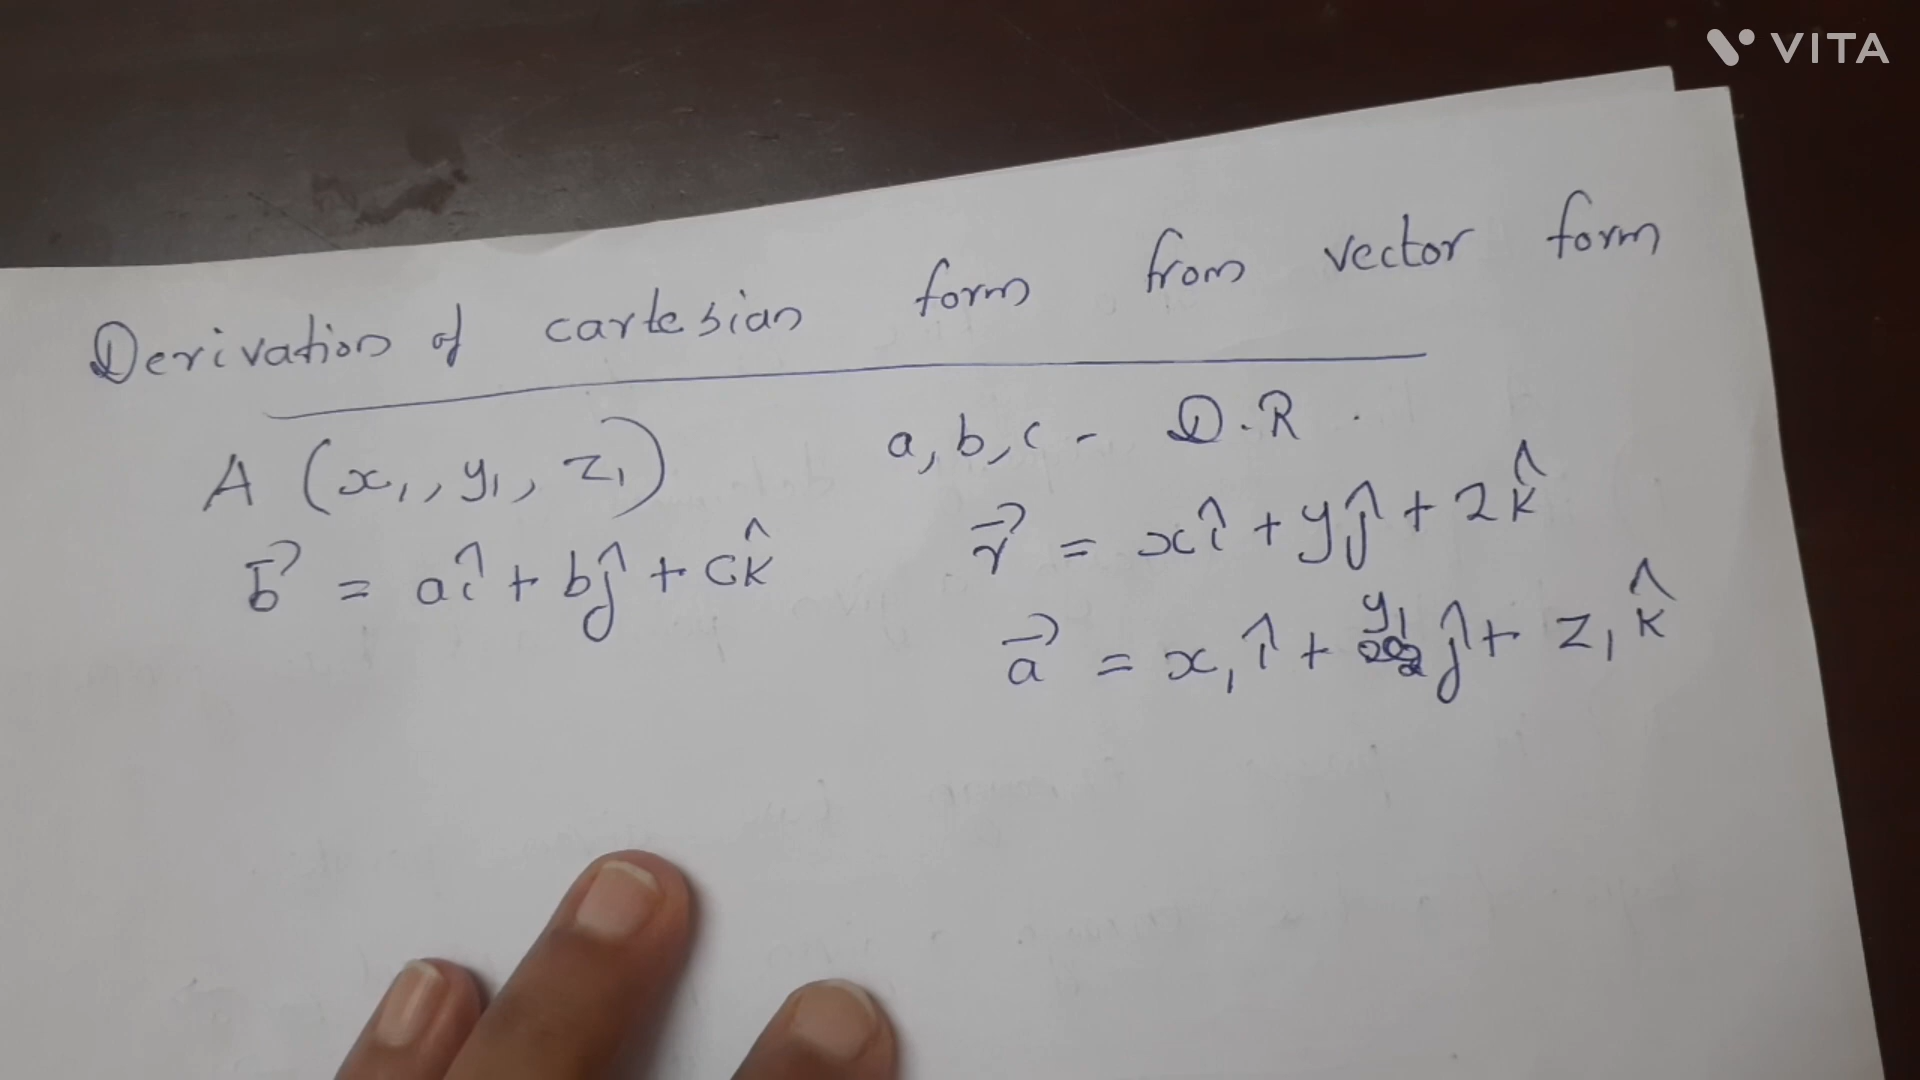 VITA
Derivation of cartesian form from vector form
A (x₁, y₁, z₁) a, b, c - D.R.
b⃗ = aî + bĵ + ck̂ r⃗ = xî + yĵ + zk̂
a⃗ = x₁î + y₁ĵ + z₁k̂